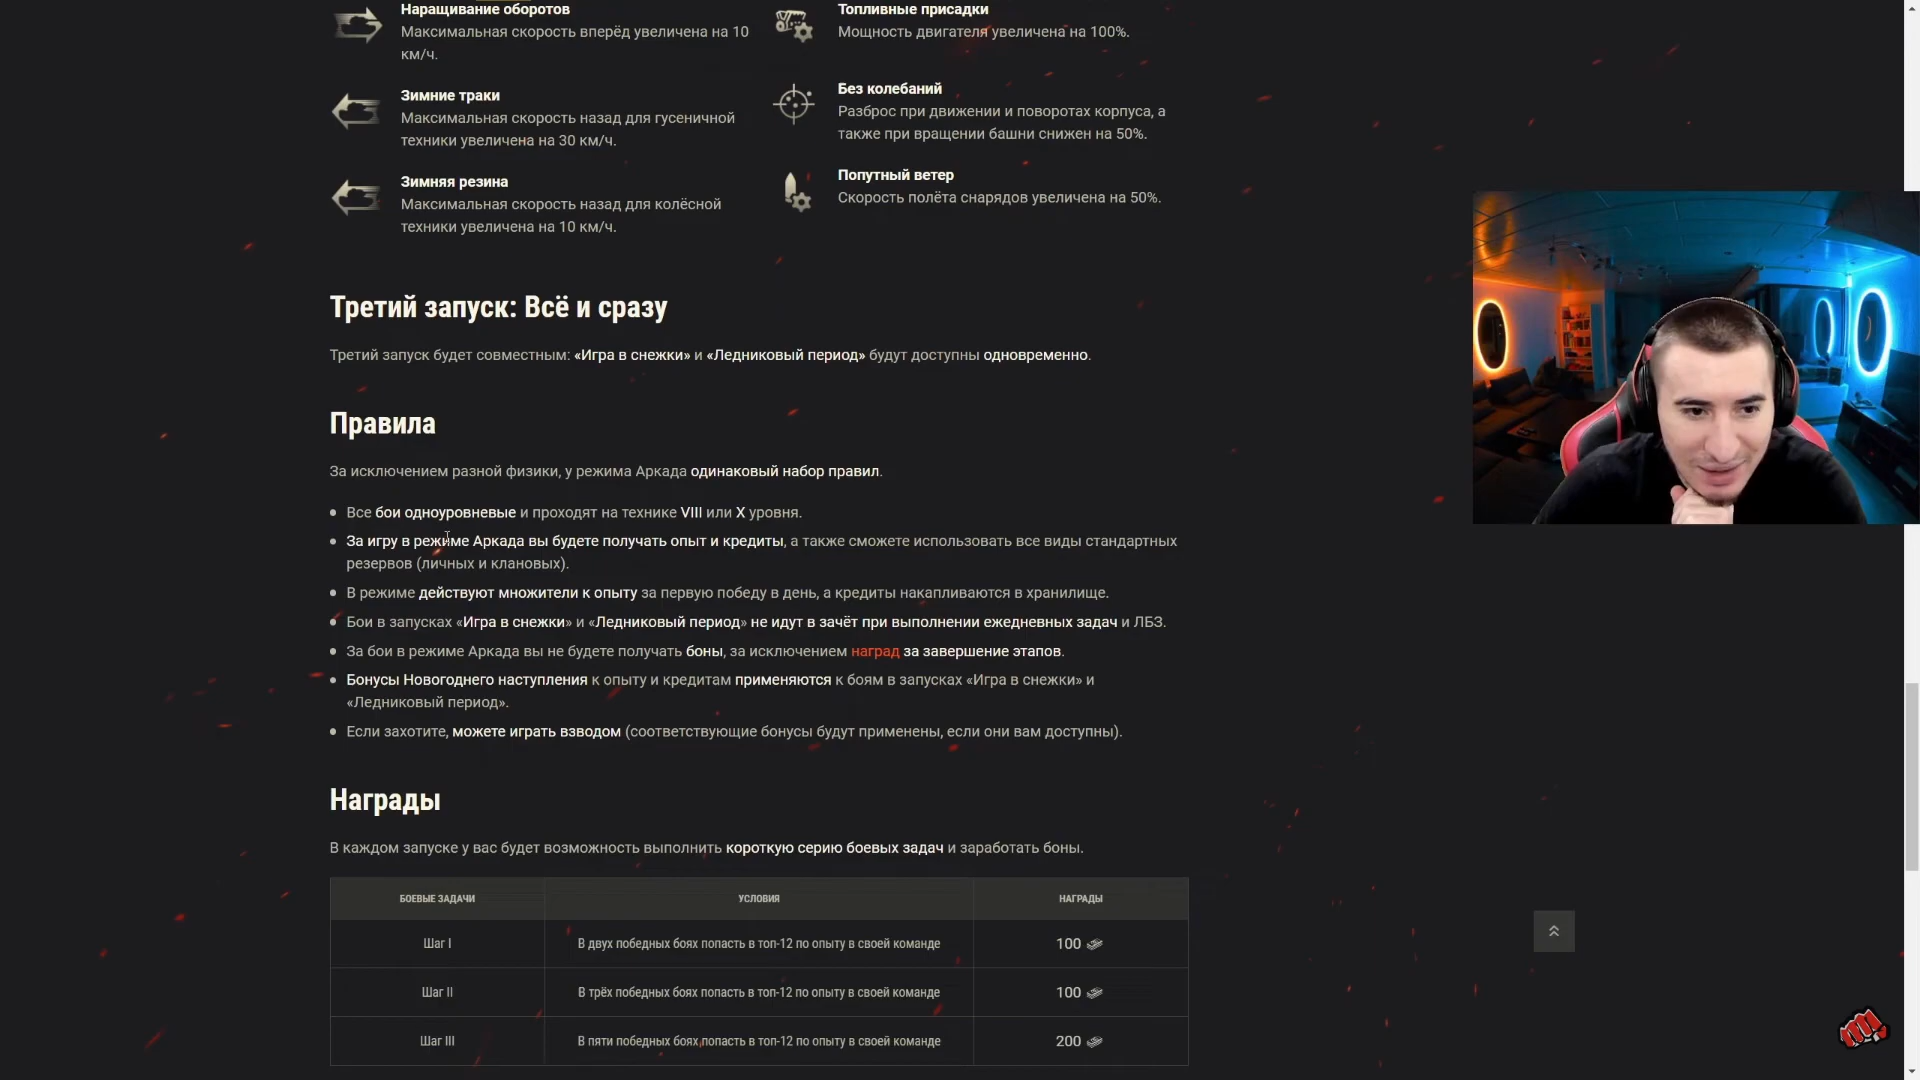 Наращивание оборотов
Максимальная скорость вперёд увеличена на 10
км/ч.
Зимние траки
Максимальная скорость назад для гусеничной
техники увеличена на 30 км/ч.
Зимняя резина
Максимальная скорость назад для колёсной
техники увеличена на 10 км/ч.
Топливные присадки
Мощность двигателя увеличена на 100%.
Без колебаний
Разброс при движении и поворотах корпуса, а
также при вращении башни снижен на 50%.
Попутный ветер
Скорость полёта снарядов увеличена на 50%.
Третий запуск: Всё и сразу
Третий запуск будет совместным: «Игра в снежки» и «Ледниковый период» будут доступны одновременно.
Правила
За исключением разной физики, у режима Аркада одинаковый набор правил.
Все бои одноуровневые и проходят на технике VIII или X уровня.
За игру в режиме Аркада вы будете получать опыт и кредиты, а также сможете использовать все виды стандартных
резервов (личных и клановых).
В режиме действуют множители к опыту за первую победу в день, а кредиты накапливаются в хранилище.
Бои в запусках «Игра в снежки» и «Ледниковый период» не идут в зачёт при выполнении ежедневных задач и ЛБЗ.
За бои в режиме Аркада вы не будете получать боны, за исключением наград за завершение этапов.
Бонусы Новогоднего наступления к опыту и кредитам применяются к боям в запусках «Игра в снежки» и
«Ледниковый период».
Если захотите, можете играть взводом (соответствующие бонусы будут применены, если они вам доступны).
Награды
В каждом запуске у вас будет возможность выполнить короткую серию боевых задач и заработать боны.
БОЕВЫЕ ЗАДАЧИ УСЛОВИЯ НАГРАДЫ
Шаг I В двух победных боях попасть в топ-12 по опыту в своей команде 100
Шаг II В трёх победных боях попасть в топ-12 по опыту в своей команде 100
Шаг III В пяти победных боях попасть в топ-12 по опыту в своей команде 200